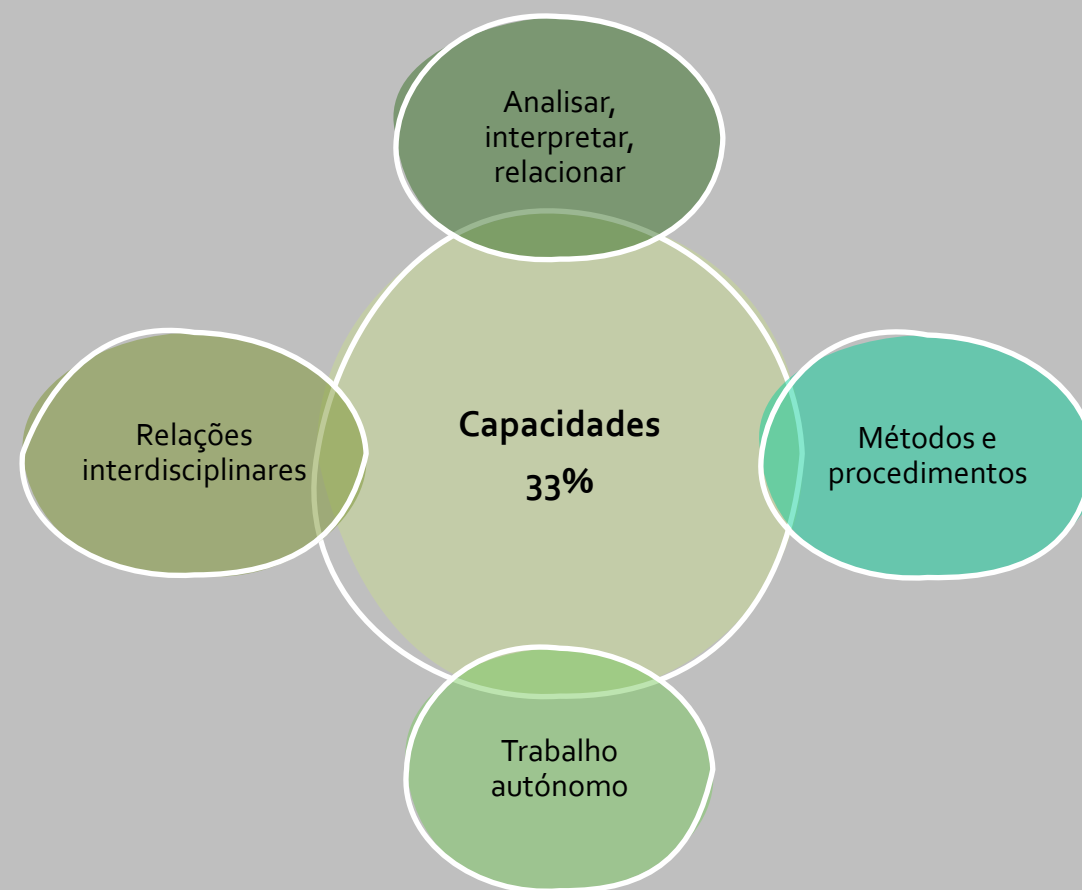 Analisar,
interpretar,
relacionar
Relações
interdisciplinares
Capacidades
33%
Métodos e
procedimentos
Trabalho
autónomo